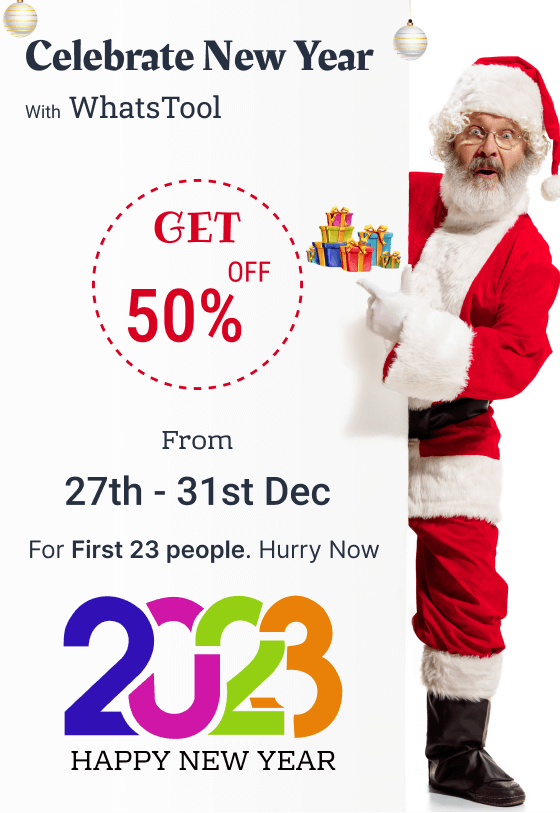 Celebrate New Year
With WhatsTool
GET
OFF
50%
From
27th - 31st Dec
For First 23 people. Hurry Now
2023
HAPPY NEW YEAR